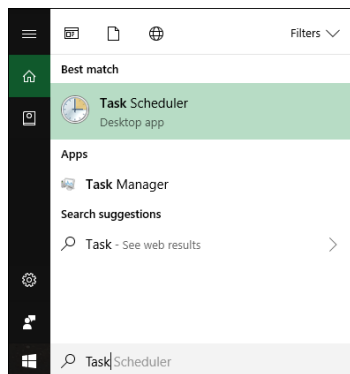 Filters
Best match
Task Scheduler
Desktop app
Apps
Task Manager
Search suggestions
Task - See web results
Task Scheduler